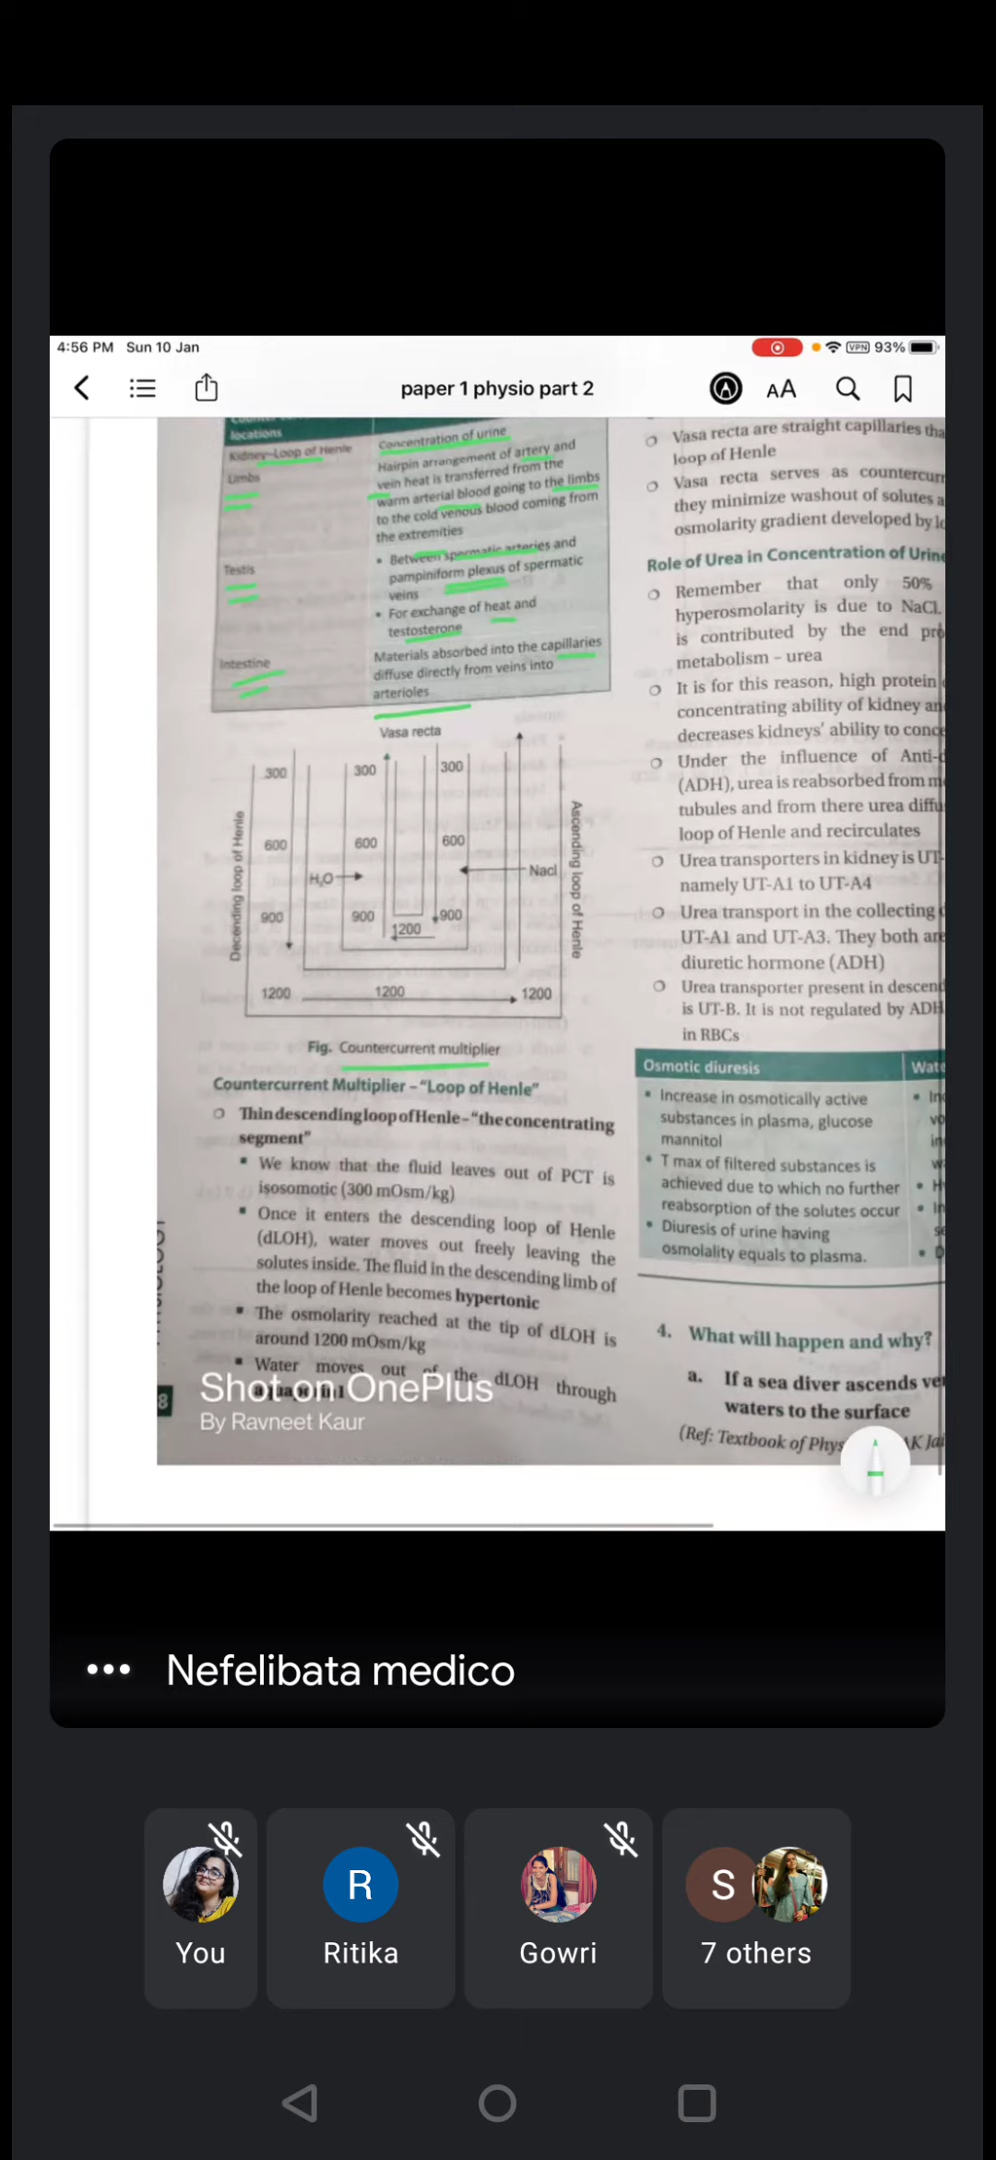 4:56 PM Sun 10 Jan
VPN 93%
paper 1 physio part 2
AA
locations
Kidney-Loop of Henle
Concentration of urine
Limbs
Hairpin arrangement of artery and
vein heat is transferred from the
warm arterial blood going to the limbs
to the cold venous blood coming from
the extremities
Testis
• Between spermatic arteries and
pampiniform plexus of spermatic
veins
• For exchange of heat and
testosterone
Intestine
Materials absorbed into the capillaries
diffuse directly from veins into
arterioles
Vasa recta
300 300 300
600 600 600
H₂O
Nacl
900 900 900
1200
1200 1200 1200
Decending loop of Henle
Ascending loop of Henle
Fig. Countercurrent multiplier
Countercurrent Multiplier – "Loop of Henle"
Thin descending loop of Henle – "the concentrating
segment"
We know that the fluid leaves out of PCT is
isosomotic (300 mOsm/kg)
Once it enters the descending loop of Henle
(dLOH), water moves out freely leaving the
solutes inside. The fluid in the descending limb of
the loop of Henle becomes hypertonic
The osmolarity reached at the tip of dLOH is
around 1200 mOsm/kg
Water moves out of the dLOH through
8
Shot on OnePlus
By Ravneet Kaur
Vasa recta are straight capillaries tha
loop of Henle
Vasa recta serves as countercurr
they minimize washout of solutes a
osmolarity gradient developed by lo
Role of Urea in Concentration of Urine
Remember that only 50%
hyperosmolarity is due to NaCl.
is contributed by the end pro
metabolism – urea
It is for this reason, high protein
concentrating ability of kidney an
decreases kidneys' ability to conce
Under the influence of Anti-d
(ADH), urea is reabsorbed from m
tubules and from there urea diffu
loop of Henle and recirculates
Urea transporters in kidney is UT-
namely UT-A1 to UT-A4
Urea transport in the collecting
UT-A1 and UT-A3. They both are
diuretic hormone (ADH)
Urea transporter present in descend
is UT-B. It is not regulated by ADH
in RBCs
Osmotic diuresis
Wate
• Increase in osmotically active
substances in plasma, glucose
mannitol
• T max of filtered substances is
achieved due to which no further
reabsorption of the solutes occur
• Diuresis of urine having
osmolality equals to plasma.
4. What will happen and why?
a. If a sea diver ascends ve
waters to the surface
(Ref: Textbook of Phys AK Jai
Nefelibata medico
You
R
Ritika
Gowri
S
7 others